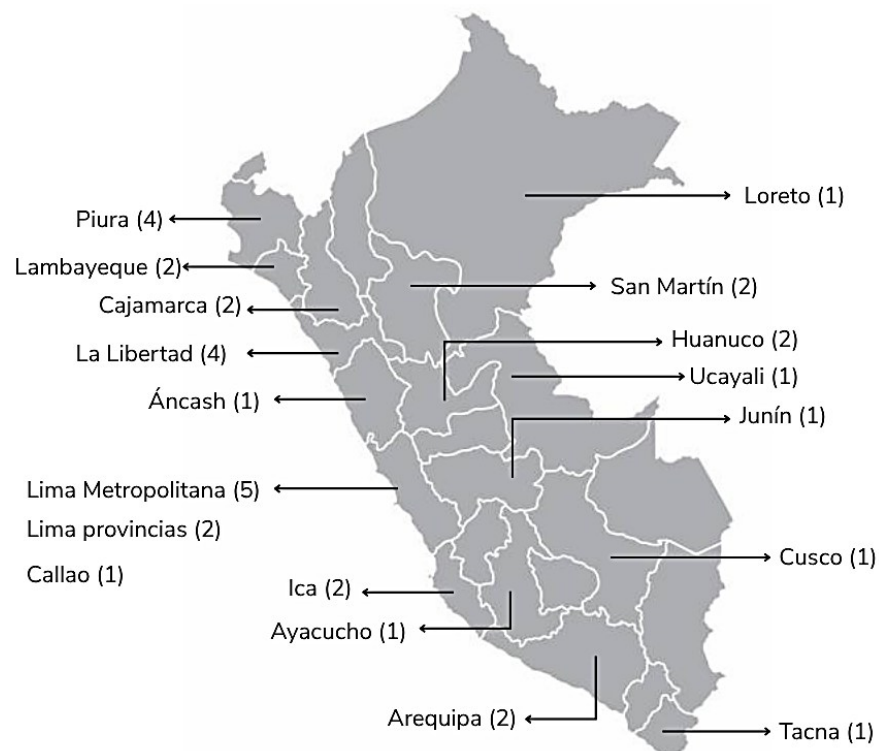 Loreto (1)
Piura (4)
Lambayeque (2)
San Martín (2)
Cajamarca (2)
Huanuco (2)
La Libertad (4)
Ucayali (1)
Áncash (1)
Junín (1)
Lima Metropolitana (5)
Lima provincias (2)
Cusco (1)
Callao (1)
Ica (2)
Ayacucho (1)
Arequipa (2)
Tacna (1)